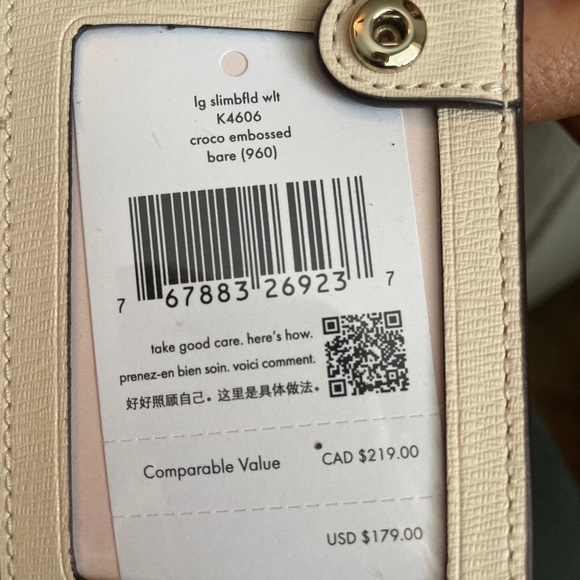 lg slimbfld wlt
K4606
croco embossed
bare (960)
7 67883 26923 7
take good care. here's how.
prenez-en bien soin. voici comment.
好好照顾自己。这里是具体做法。
Comparable Value CAD $219.00
USD $179.00